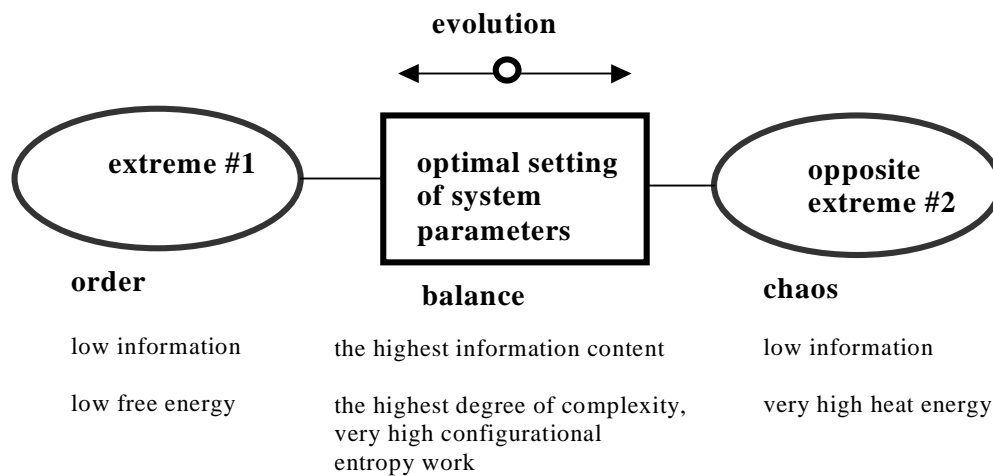 evolution
extreme #1
optimal setting
of system
parameters
opposite
extreme #2
order
balance
chaos
low information
the highest information content
low information
low free energy
the highest degree of complexity,
very high configurational
entropy work
very high heat energy